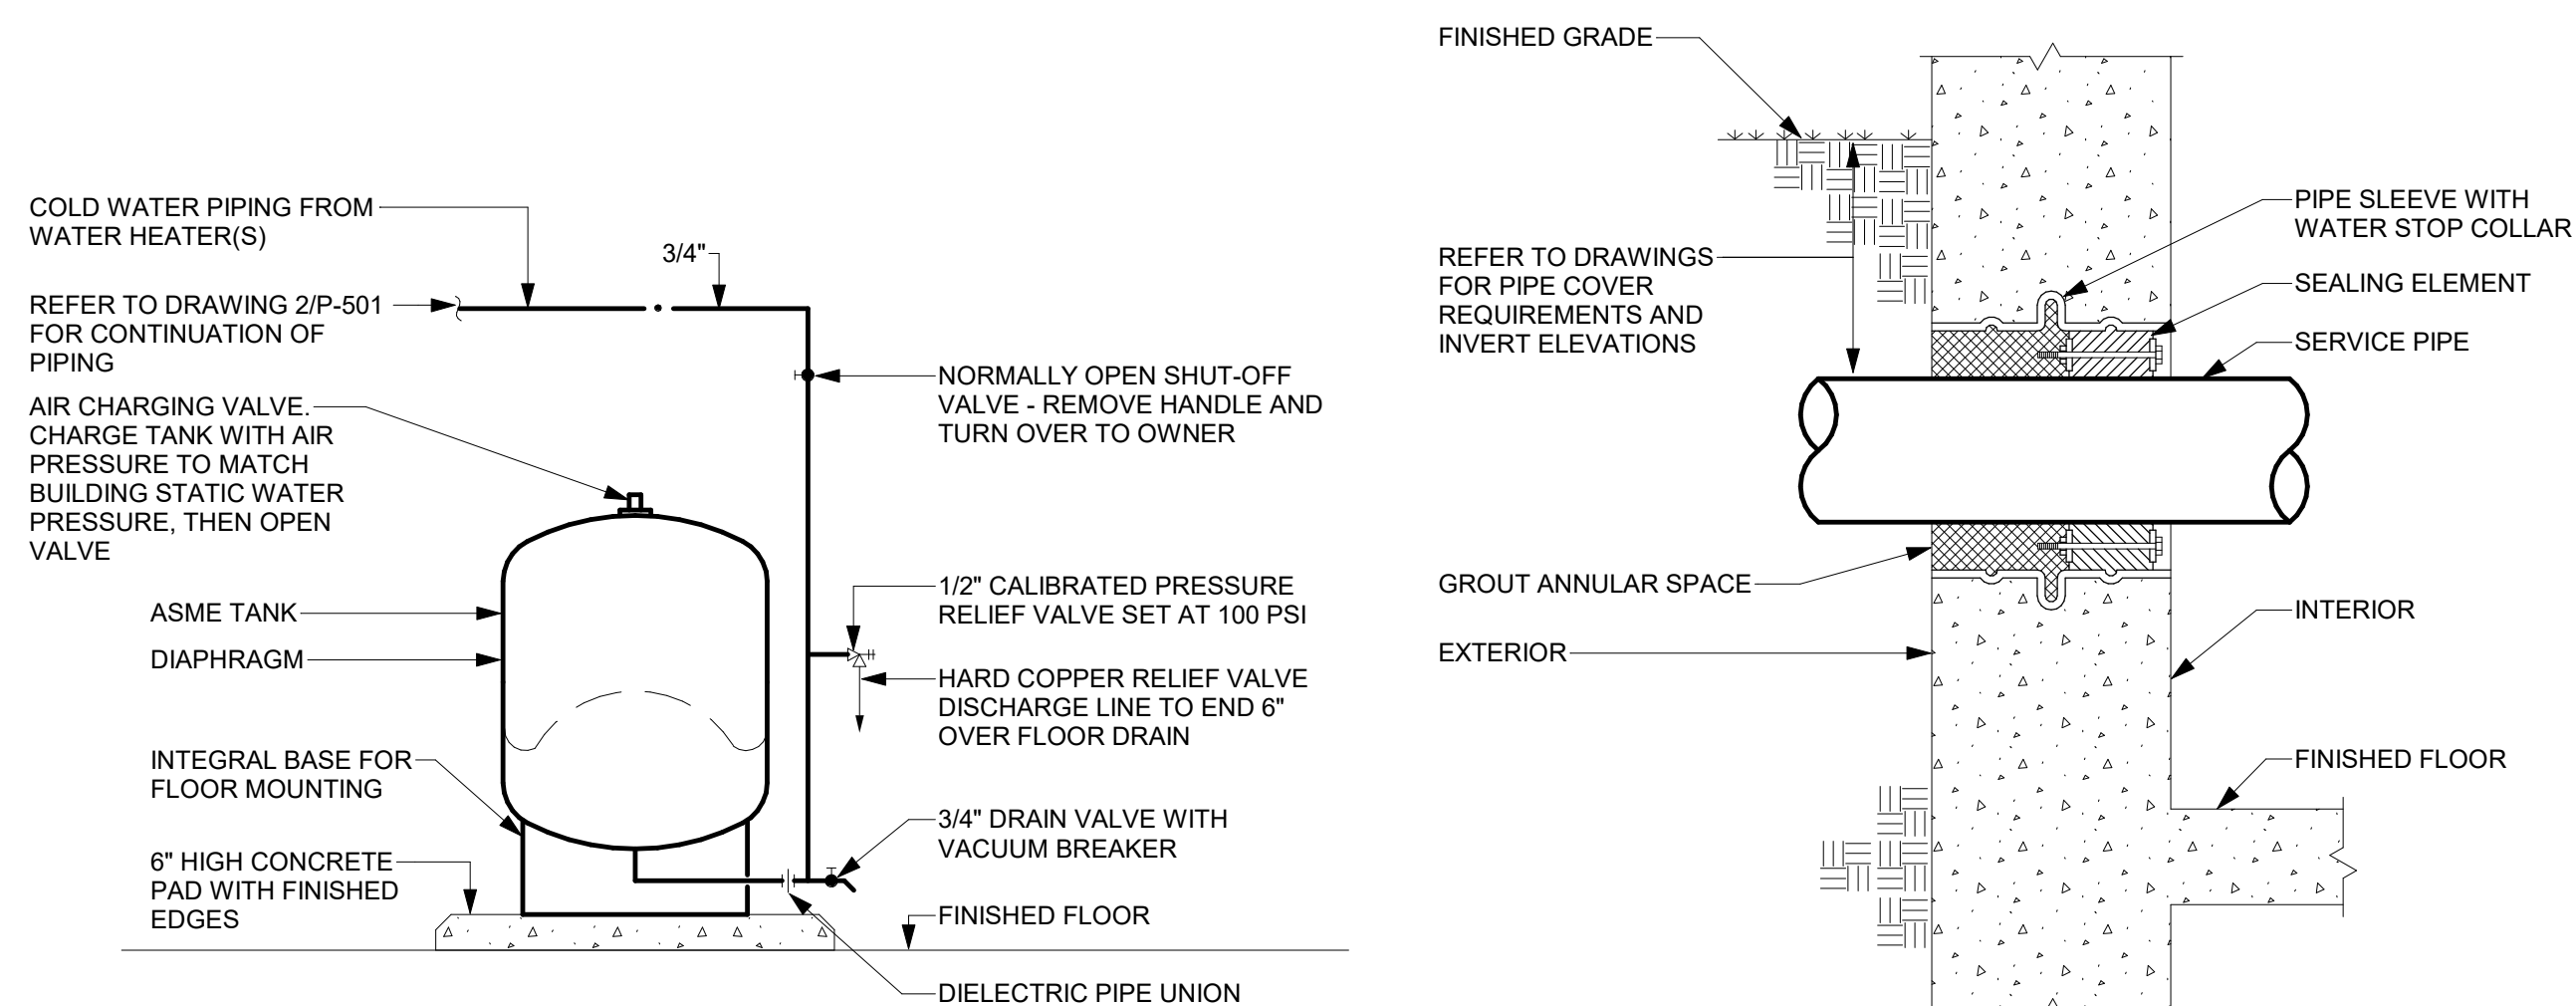 COLD WATER PIPING FROM
WATER HEATER(S)
3/4"
REFER TO DRAWING 2/P-501
FOR CONTINUATION OF
PIPING
AIR CHARGING VALVE.
CHARGE TANK WITH AIR
PRESSURE TO MATCH
BUILDING STATIC WATER
PRESSURE, THEN OPEN
VALVE
ASME TANK
DIAPHRAGM
INTEGRAL BASE FOR
FLOOR MOUNTING
6" HIGH CONCRETE
PAD WITH FINISHED
EDGES
NORMALLY OPEN SHUT-OFF
VALVE - REMOVE HANDLE AND
TURN OVER TO OWNER
1/2" CALIBRATED PRESSURE
RELIEF VALVE SET AT 100 PSI
HARD COPPER RELIEF VALVE
DISCHARGE LINE TO END 6"
OVER FLOOR DRAIN
3/4" DRAIN VALVE WITH
VACUUM BREAKER
FINISHED FLOOR
DIELECTRIC PIPE UNION
FINISHED GRADE
REFER TO DRAWINGS
FOR PIPE COVER
REQUIREMENTS AND
INVERT ELEVATIONS
GROUT ANNULAR SPACE
EXTERIOR
PIPE SLEEVE WITH
WATER STOP COLLAR
SEALING ELEMENT
SERVICE PIPE
INTERIOR
FINISHED FLOOR